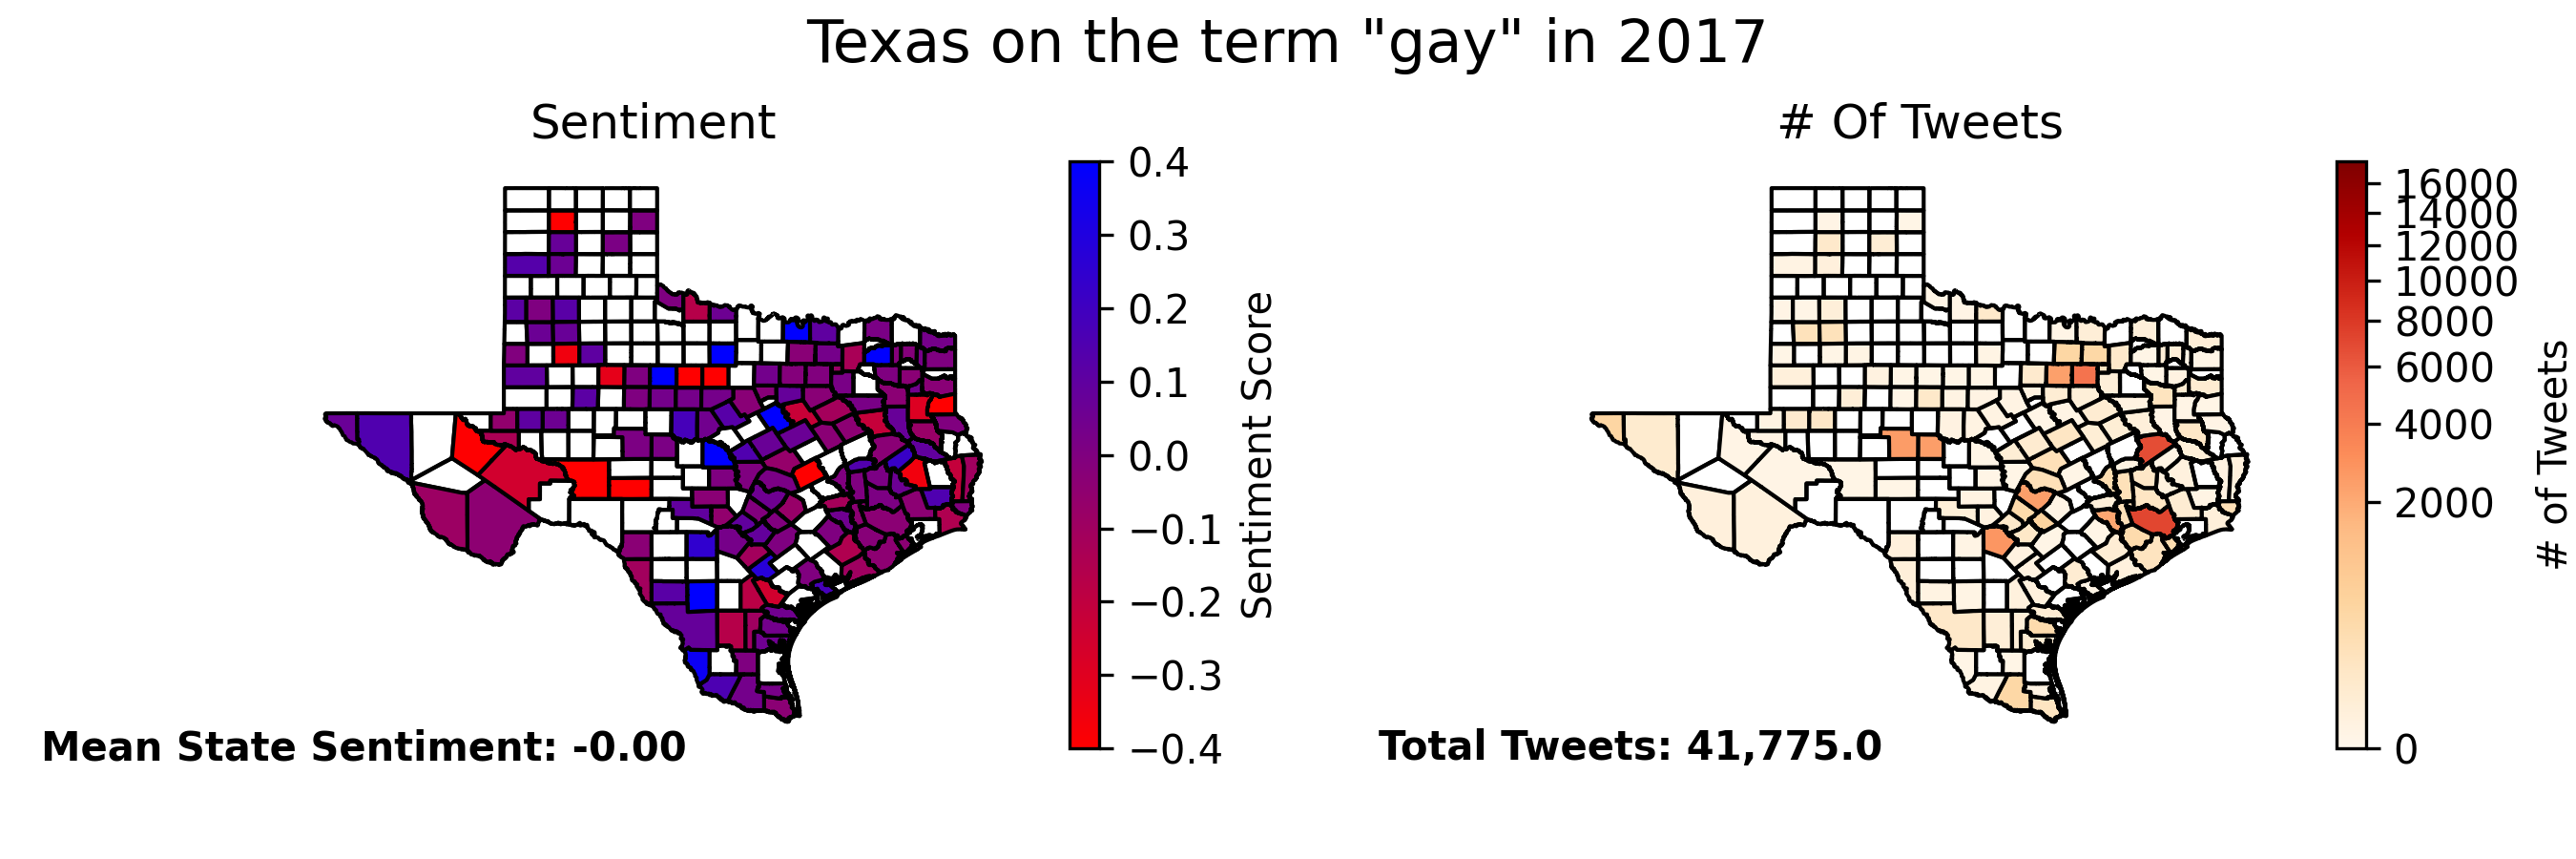 Texas on the term "gay" in 2017
Sentiment
0.4
0.3
0.2
0.1
0.0
−0.1
−0.2
−0.3
−0.4
Sentiment Score
Mean State Sentiment: -0.00
# Of Tweets
16000
14000
12000
10000
8000
6000
4000
2000
0
# of Tweets
Total Tweets: 41,775.0